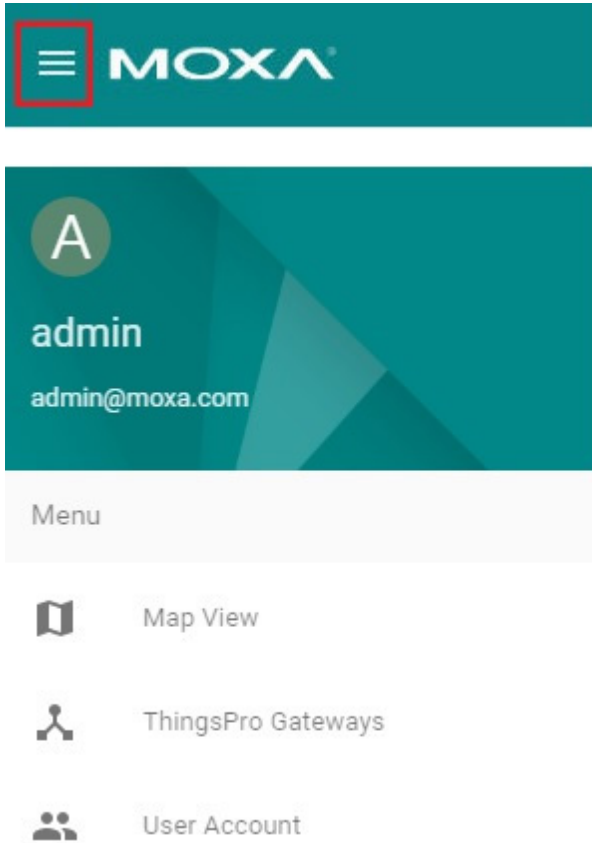 MOXA®
A
admin
admin@moxa.com
Menu
Map View
ThingsPro Gateways
User Account